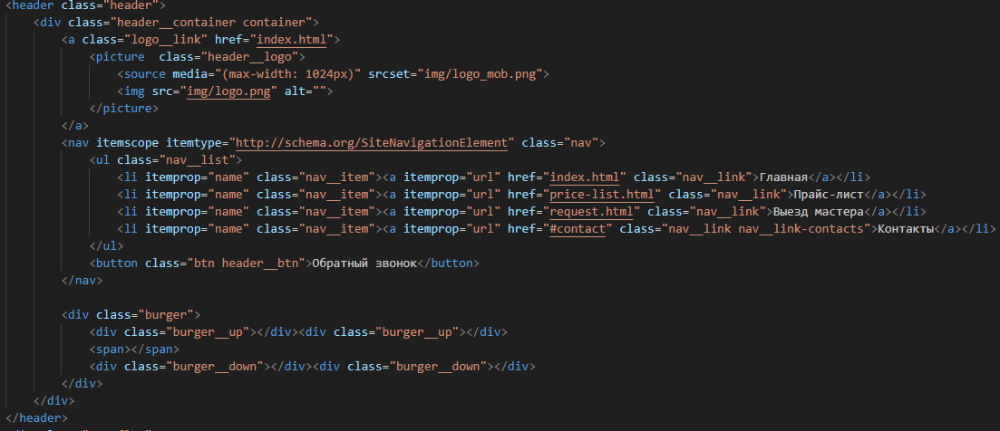 <header class="header">
<div class="header__container container">
<a class="logo__link" href="index.html">
<picture  class="header__logo">
<source media="(max-width: 1024px)" srcset="img/logo_mob.png">
<img src="img/logo.png" alt="">
</picture>
</a>
<nav itemscope itemtype="http://schema.org/SiteNavigationElement" class="nav">
<ul class="nav__list">
<li itemprop="name" class="nav__item"><a itemprop="url" href="index.html" class="nav__link">Главная</a></li>
<li itemprop="name" class="nav__item"><a itemprop="url" href="price-list.html" class="nav__link">Прайс-лист</a></li>
<li itemprop="name" class="nav__item"><a itemprop="url" href="request.html" class="nav__link">Выезд мастера</a></li>
<li itemprop="name" class="nav__item"><a itemprop="url" href="#contact" class="nav__link nav__link-contacts">Контакты</a></li>
</ul>
<button class="btn header__btn">Обратный звонок</button>
</nav>
<div class="burger">
<div class="burger__up"></div><div class="burger__up"></div>
<span></span>
<div class="burger__down"></div><div class="burger__down"></div>
</div>
</div>
</header>